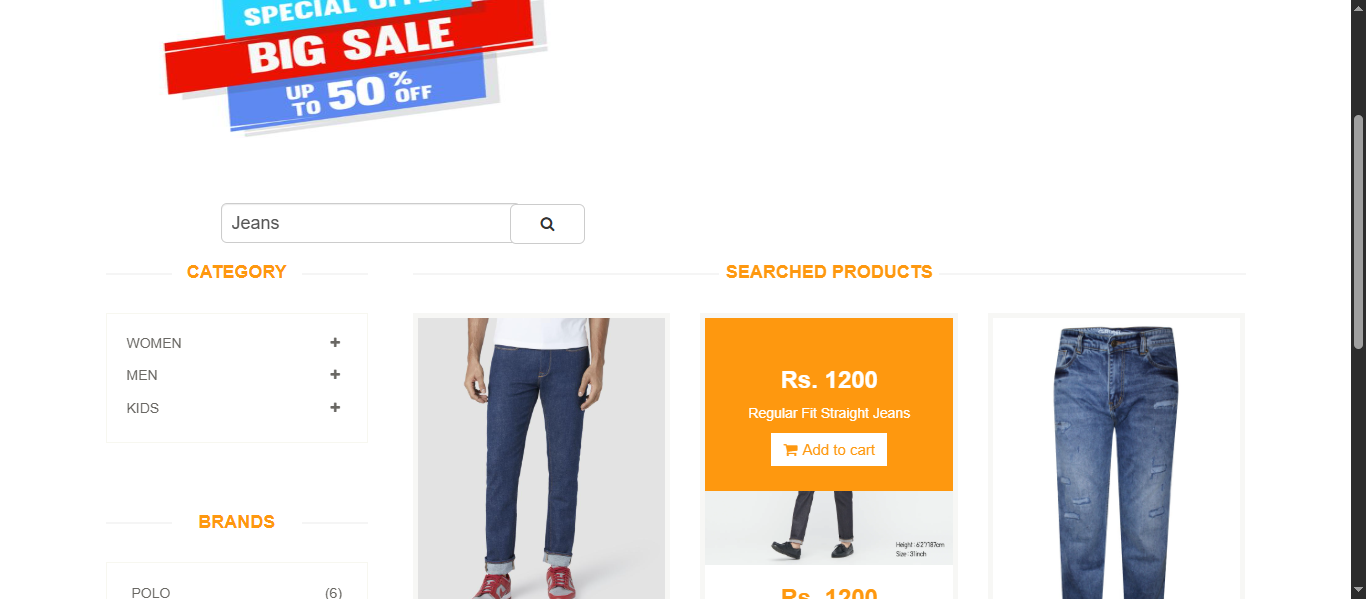 SPECIAL OFFER
BIG SALE
UP TO 50% OFF
Jeans
CATEGORY
WOMEN
MEN
KIDS
BRANDS
POLO (6)
SEARCHED PRODUCTS
Rs. 1200
Regular Fit Straight Jeans
Add to cart
Height : 6'2"/187cm
Size : 31inch
Rs. 1200